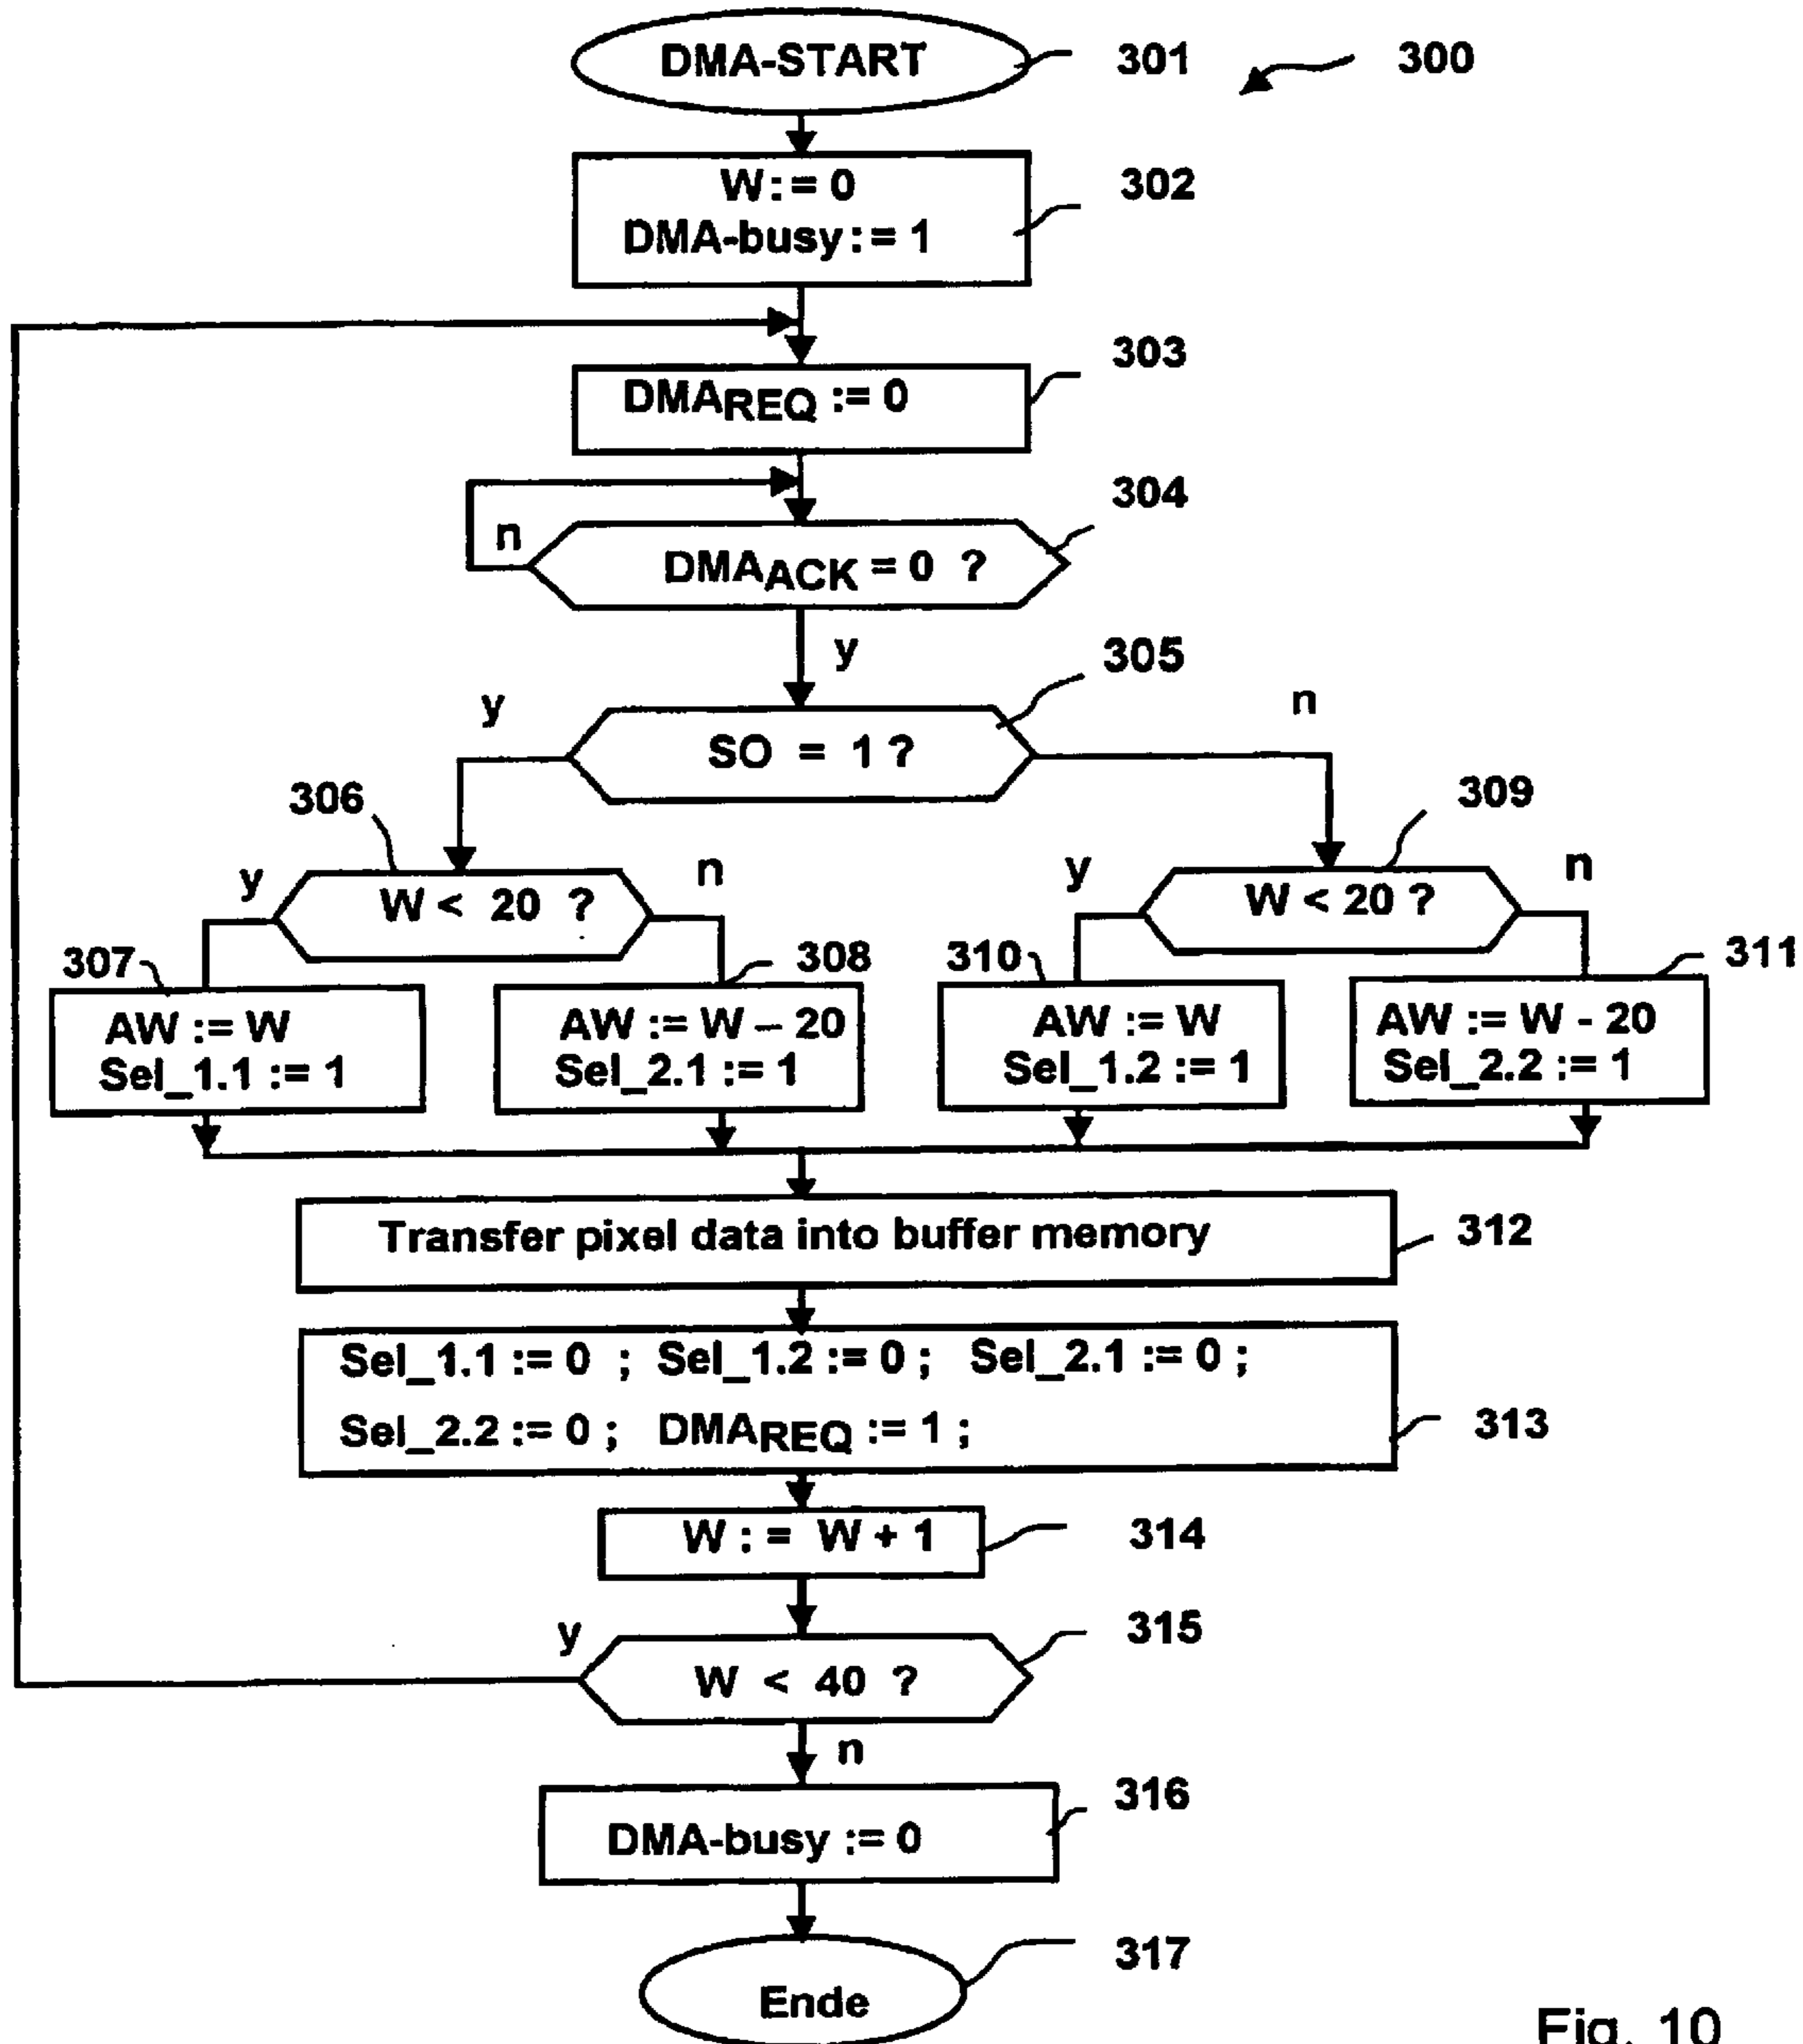 DMA-START
301
300
W := 0
DMA-busy := 1
302
303
DMAREQ := 0
304
n
DMAACK = 0 ?
y
305
y
n
SO = 1 ?
306
309
y
W < 20 ?
n
y
W < 20 ?
n
307
AW := W
Sel_1.1 := 1
308
AW := W – 20
Sel_2.1 := 1
310
AW := W
Sel_1.2 := 1
311
AW := W - 20
Sel_2.2 := 1
Transfer pixel data into buffer memory
312
Sel_1.1 := 0 ; Sel_1.2 := 0 ; Sel_2.1 := 0 ;
Sel_2.2 := 0 ; DMAREQ := 1 ;
313
W : = W + 1
314
y
315
W < 40 ?
n
316
DMA-busy := 0
317
Ende
Fig. 10